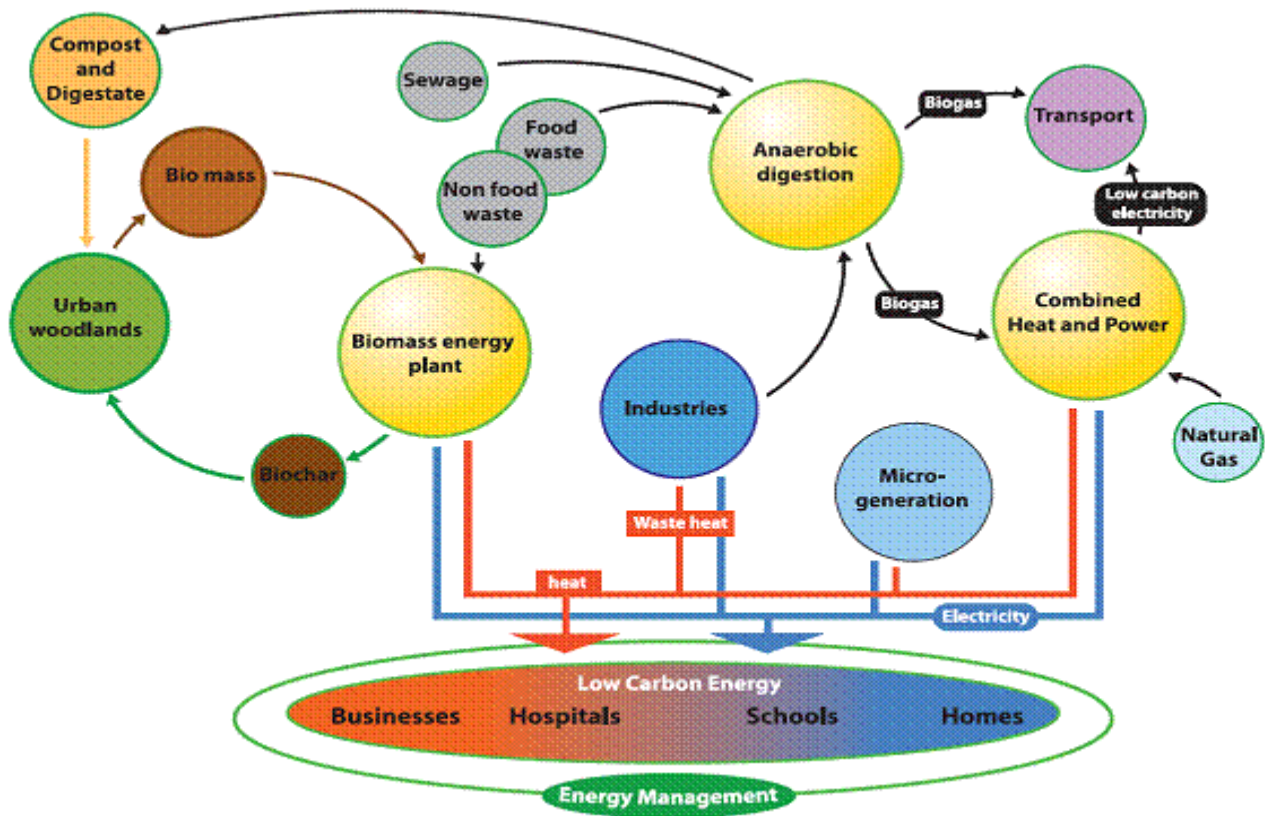 Compost
and
Digestate
Sewage
Food
waste
Non food
waste
Bio mass
Anaerobic
digestion
Biogas
Transport
Low carbon
electricity
Urban
woodlands
Biomass energy
plant
Biogas
Combined
Heat and Power
Industries
Natural
Gas
Biochar
Micro-
generation
Waste heat
heat
Electricity
Low Carbon Energy
Businesses
Hospitals
Schools
Homes
Energy Management